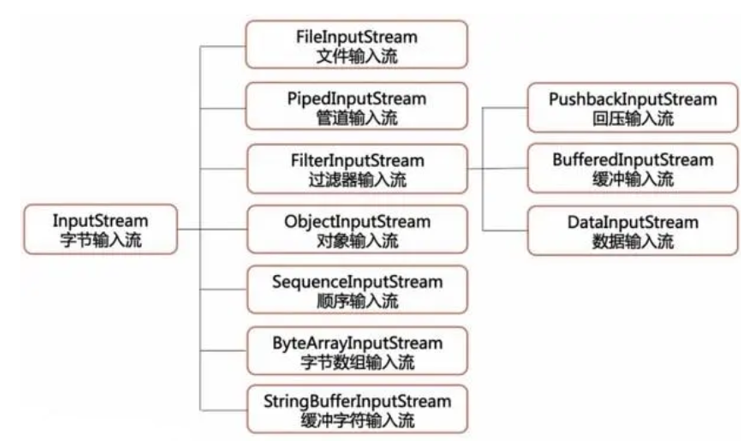 InputStream
字节输入流
FileInputStream
文件输入流
PipedInputStream
管道输入流
FilterInputStream
过滤器输入流
ObjectInputStream
对象输入流
SequenceInputStream
顺序输入流
ByteArrayInputStream
字节数组输入流
StringBufferInputStream
缓冲字符输入流
PushbackInputStream
回压输入流
BufferedInputStream
缓冲输入流
DataInputStream
数据输入流